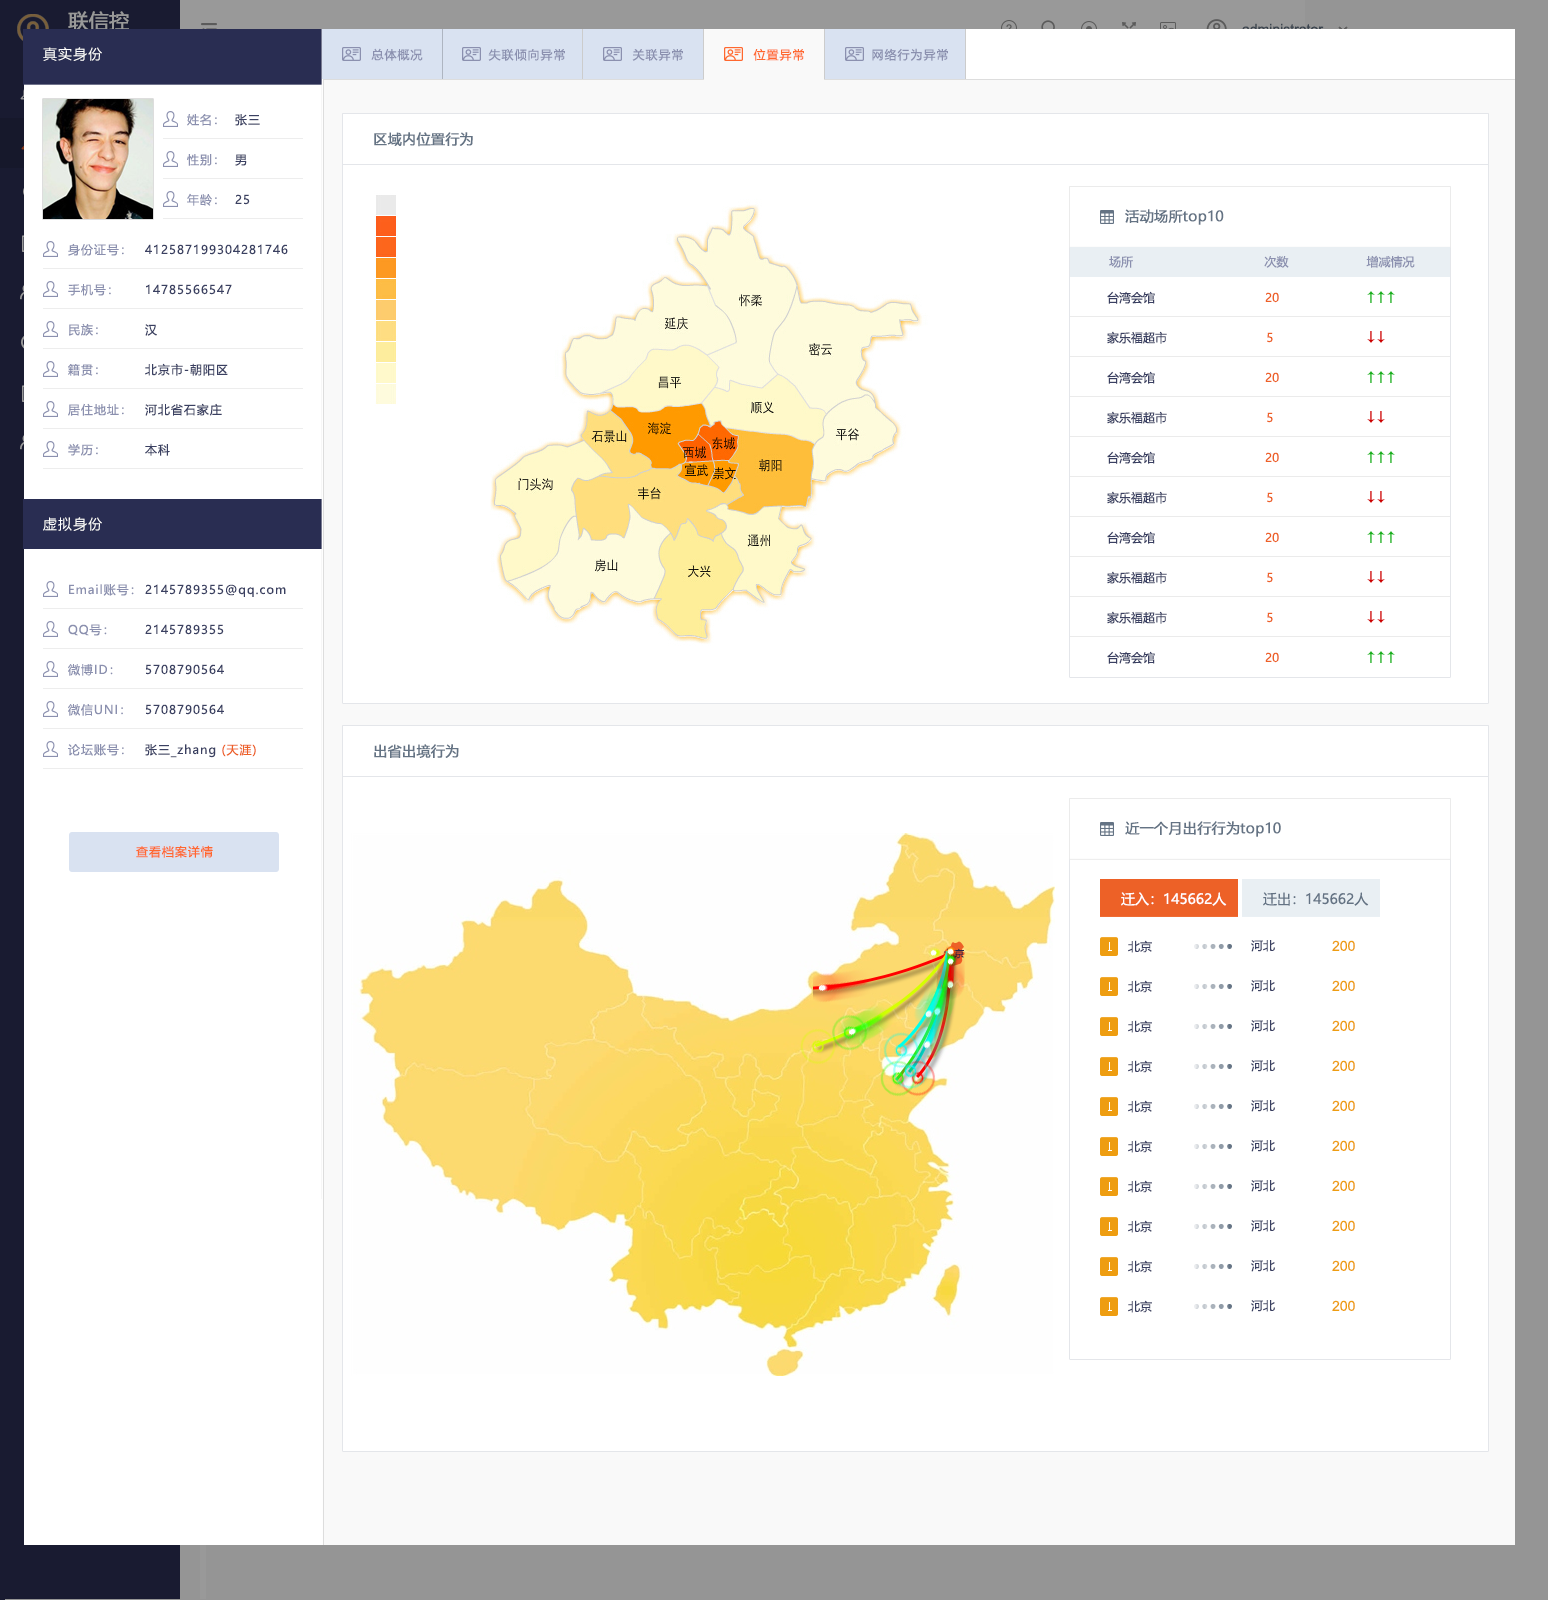 联信控
administrator
真实身份
总体概况
失联倾向异常
关联异常
位置异常
网络行为异常
姓名： 张三
性别： 男
年龄： 25
身份证号： 412587199304281746
手机号： 14785566547
民族： 汉
籍贯： 北京市-朝阳区
居住地址： 河北省石家庄
学历： 本科
虚拟身份
Email账号： 2145789355@qq.com
QQ号： 2145789355
微博ID： 5708790564
微信UNI： 5708790564
论坛账号： 张三_zhang (天涯)
查看档案详情
区域内位置行为
怀柔
延庆
密云
昌平
顺义
海淀
石景山
东城
平谷
西城
朝阳
宣武
崇文
门头沟
丰台
通州
房山
大兴
活动场所top10
场所 次数 增减情况
台湾会馆 20 ↑↑↑
家乐福超市 5 ↓↓
台湾会馆 20 ↑↑↑
家乐福超市 5 ↓↓
台湾会馆 20 ↑↑↑
家乐福超市 5 ↓↓
台湾会馆 20 ↑↑↑
家乐福超市 5 ↓↓
家乐福超市 5 ↓↓
台湾会馆 20 ↑↑↑
出省出境行为
京
近一个月出行行为top10
迁入：145662人 迁出：145662人
1 北京 河北 200
1 北京 河北 200
1 北京 河北 200
1 北京 河北 200
1 北京 河北 200
1 北京 河北 200
1 北京 河北 200
1 北京 河北 200
1 北京 河北 200
1 北京 河北 200